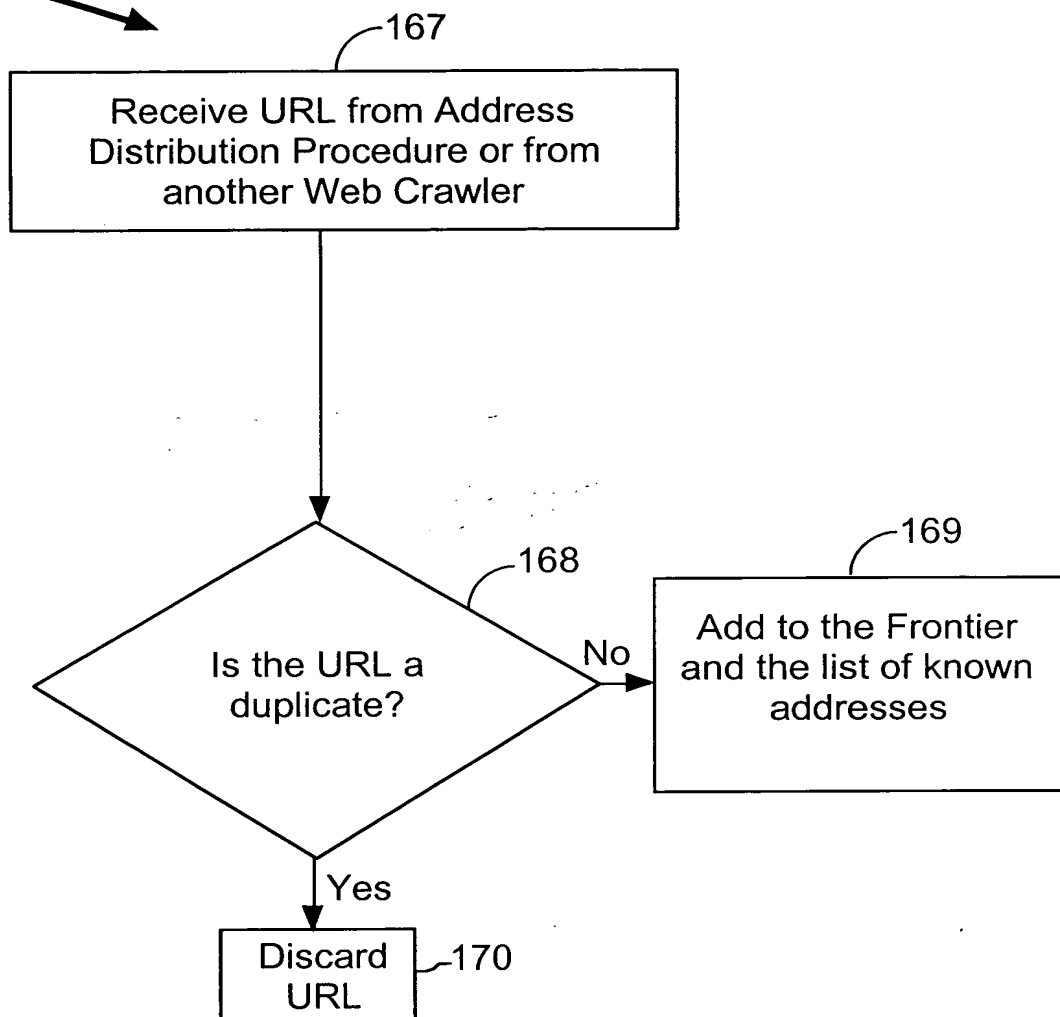 167
Receive URL from Address
Distribution Procedure or from
another Web Crawler
168
Is the URL a
duplicate?
No
169
Add to the Frontier
and the list of known
addresses
Yes
Discard
URL
170